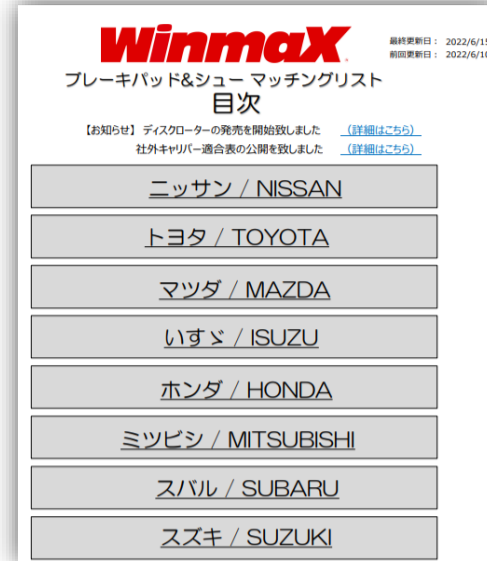 WinmaX
最終更新日： 2022/6/15
前回更新日： 2022/6/10
ブレーキパッド&シュー マッチングリスト
目次
【お知らせ】 ディスクローターの発売を開始致しました （詳細はこちら）
社外キャリパー適合表の公開を致しました （詳細はこちら）
ニッサン / NISSAN
トヨタ / TOYOTA
マツダ / MAZDA
いすゞ / ISUZU
ホンダ / HONDA
ミツビシ / MITSUBISHI
スバル / SUBARU
スズキ / SUZUKI